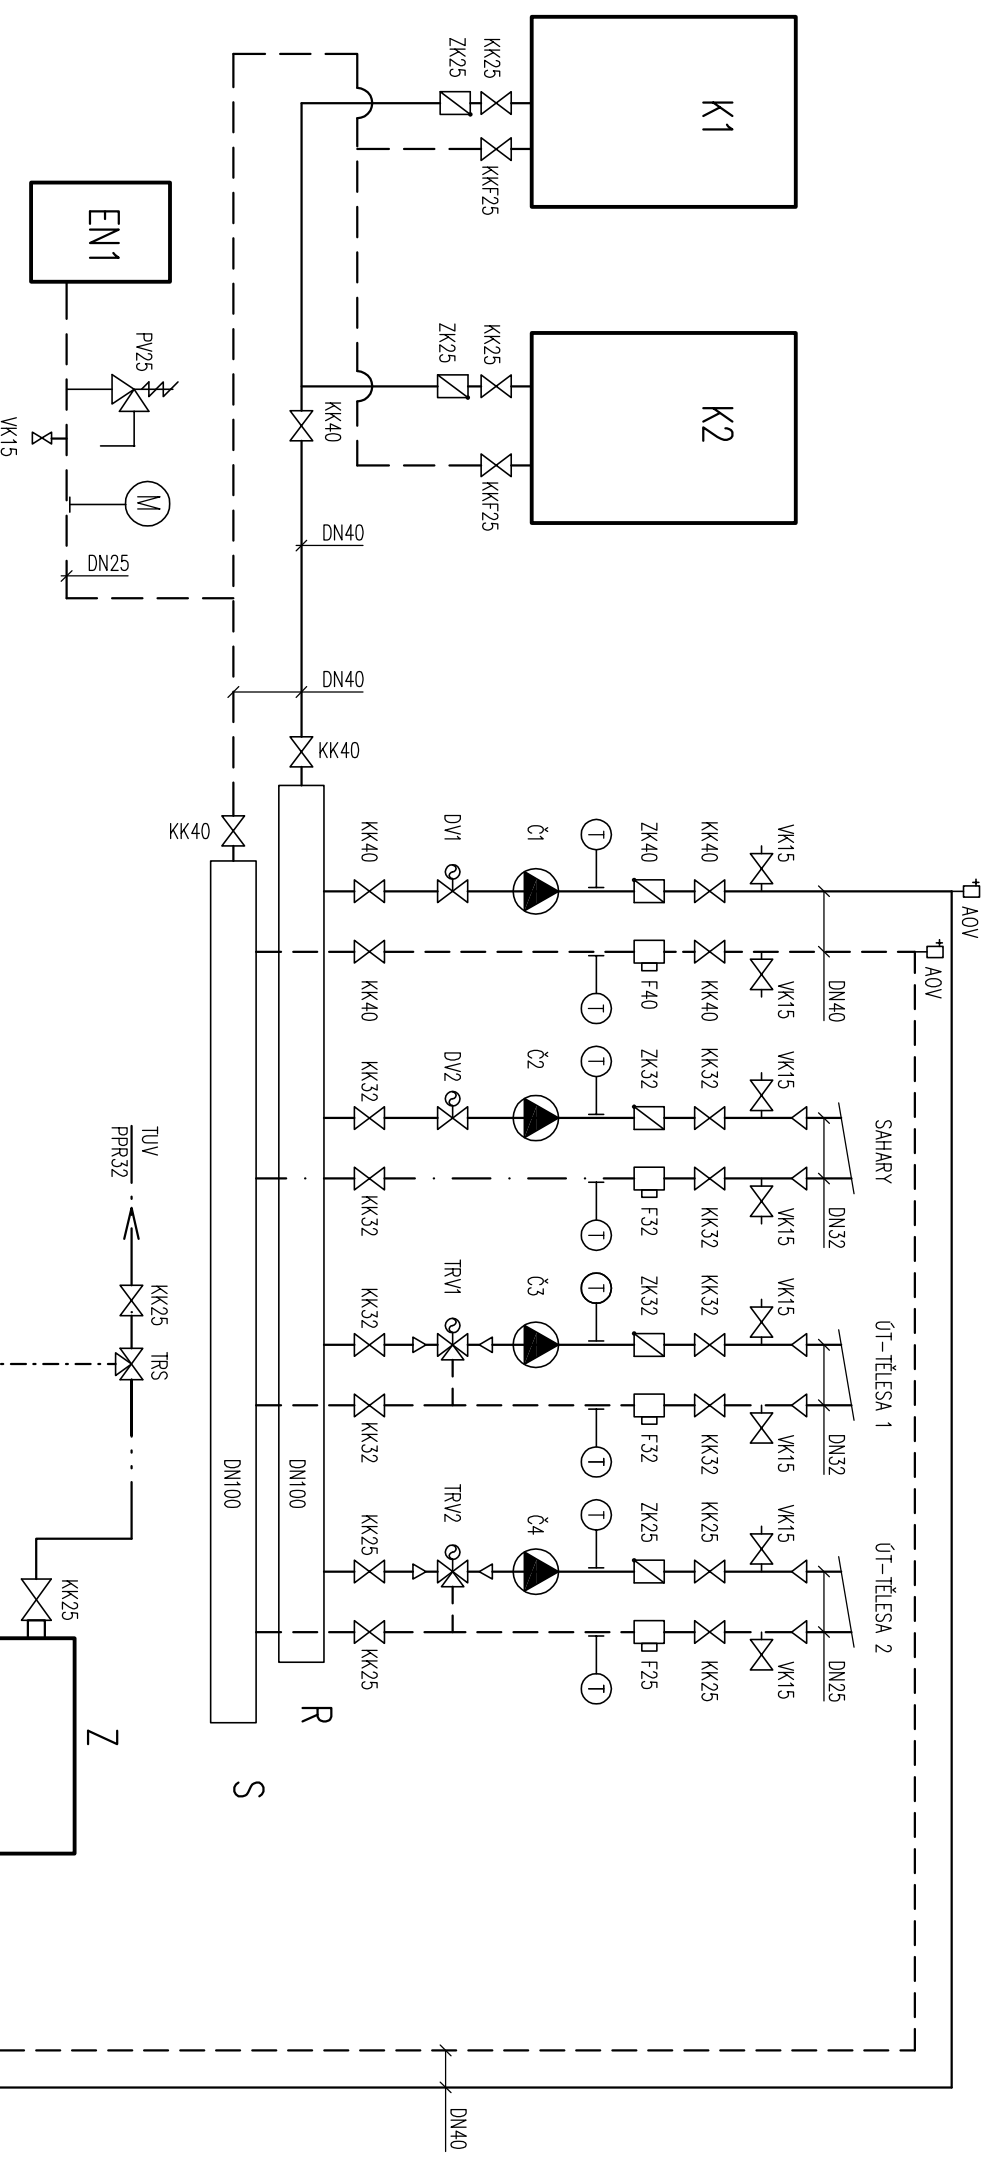 AOV
AOV
SAHARY
ÚT-TĚLESA 1
ÚT-TĚLESA 2
DN40
DN32
DN32
DN25
VK15
VK15
VK15
VK15
VK15
VK15
VK15
VK15
K1
K2
KK40
KK40
KK32
KK32
KK32
KK32
KK25
KK25
ZK40
F40
ZK32
F32
ZK32
F32
ZK25
F25
T
T
T
T
T
T
T
T
Č1
Č2
Č3
Č4
KK25
KKF25
KK25
KKF25
ZK25
ZK25
DV1
DV2
TRV1
TRV2
DN40
KK40
KK40
KK32
KK32
KK32
KK32
KK25
KK25
KK40
DN40
DN40
KK40
DN100
R
KK40
DN100
S
KK25
TRS
TUV
PPR32
PV25
M
DN25
EN1
Z
KK25
VK15